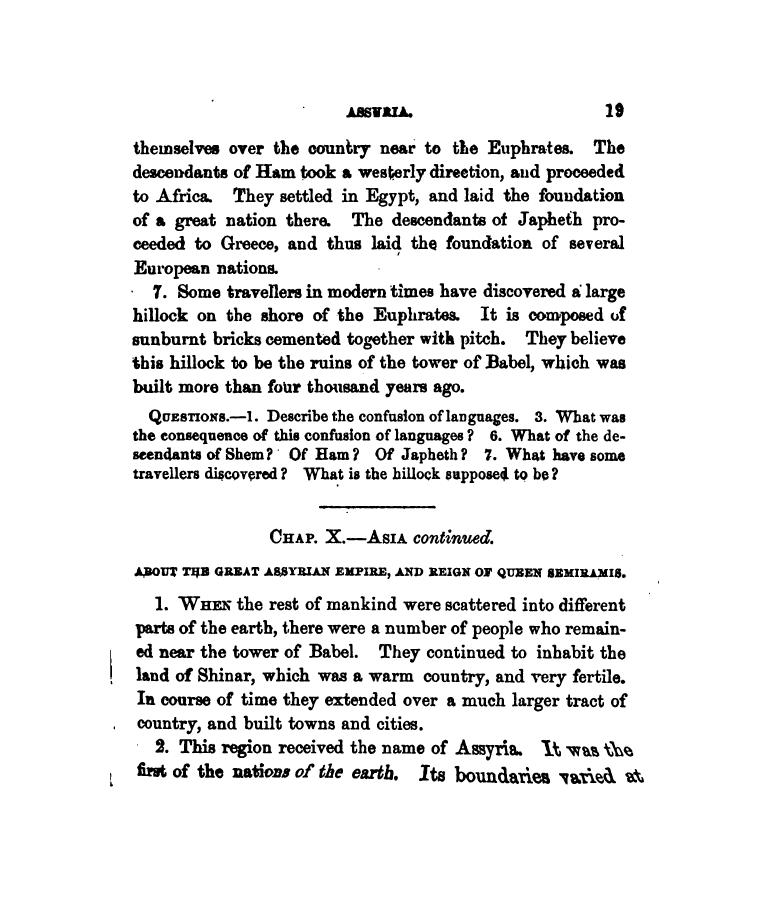 ASSYRIA. 19
themselves over the country near to the Euphrates. The
descendants of Ham took a westerly direction, and proceeded
to Africa. They settled in Egypt, and laid the foundation
of a great nation there. The descendants of Japheth pro-
ceeded to Greece, and thus laid the foundation of several
European nations.
7. Some travellers in modern times have discovered a large
hillock on the shore of the Euphrates. It is composed of
sunburnt bricks cemented together with pitch. They believe
this hillock to be the ruins of the tower of Babel, which was
built more than four thousand years ago.
QUESTIONS.—1. Describe the confusion of languages. 3. What was
the consequence of this confusion of languages? 6. What of the de-
scendants of Shem? Of Ham? Of Japheth? 7. What have some
travellers discovered? What is the hillock supposed to be?
CHAP. X.—ASIA continued.
ABOUT THE GREAT ASSYRIAN EMPIRE, AND REIGN OF QUEEN SEMIRAMIS.
1. WHEN the rest of mankind were scattered into different
parts of the earth, there were a number of people who remain-
ed near the tower of Babel. They continued to inhabit the
land of Shinar, which was a warm country, and very fertile.
In course of time they extended over a much larger tract of
country, and built towns and cities.
2. This region received the name of Assyria. It was the
first of the nations of the earth. Its boundaries varied at